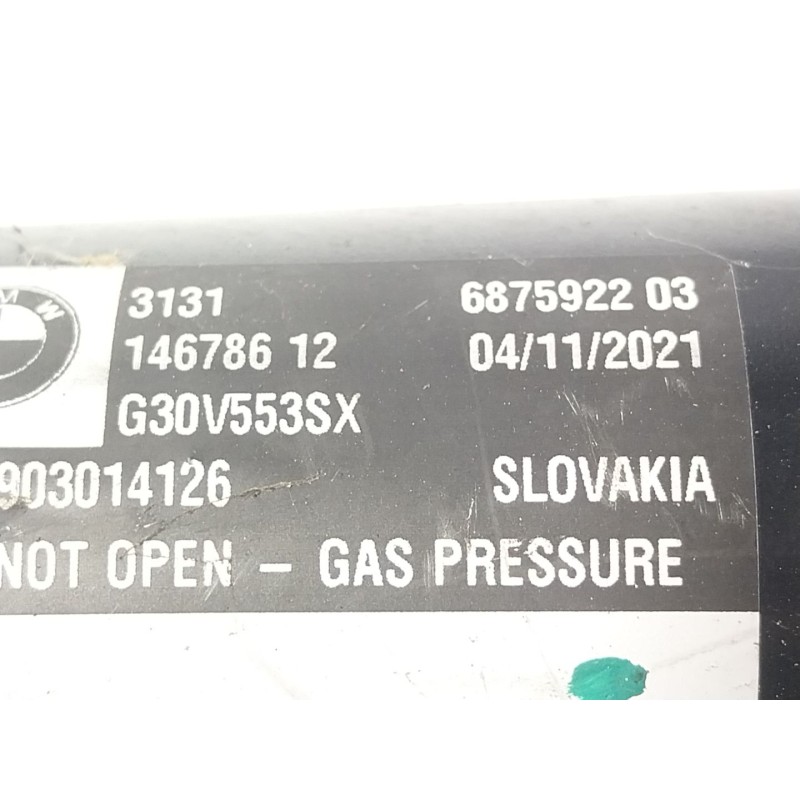 3131 6875922 03
146786 12 04/11/2021
G30V553SX
903014126 SLOVAKIA
NOT OPEN – GAS PRESSURE